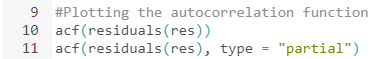 9 #Plotting the autocorrelation function
10 acf(residuals(res))
11 acf(residuals(res), type = "partial")